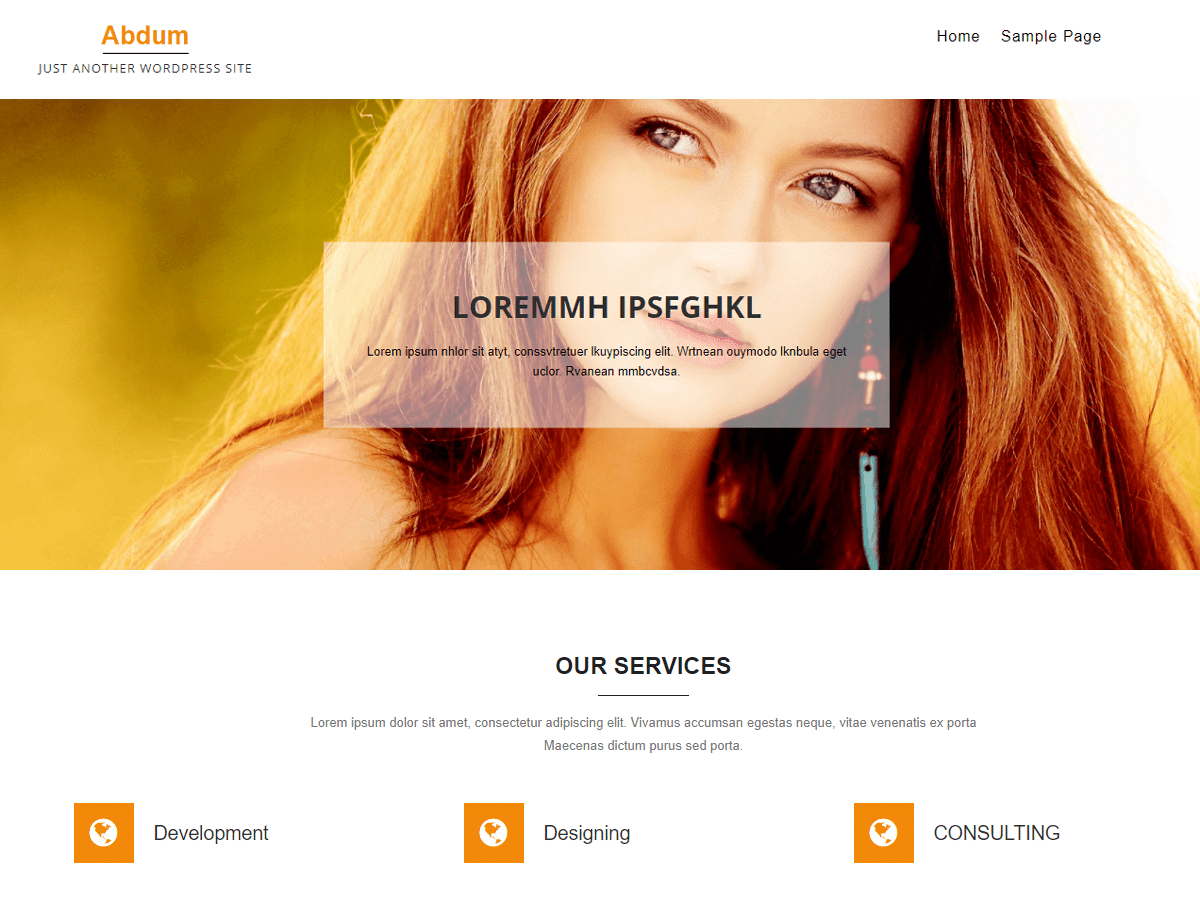 Abdum
JUST ANOTHER WORDPRESS SITE
Home Sample Page
LOREMMH IPSFGHKL
Lorem ipsum nhlor sit atyt, conssvtretuer lkuypiscing elit. Wrtnean ouymodo lknbula eget
uclor. Rvanean mmbcvdsa.
OUR SERVICES
Lorem ipsum dolor sit amet, consectetur adipiscing elit. Vivamus accumsan egestas neque, vitae venenatis ex porta
Maecenas dictum purus sed porta.
Development
Designing
CONSULTING